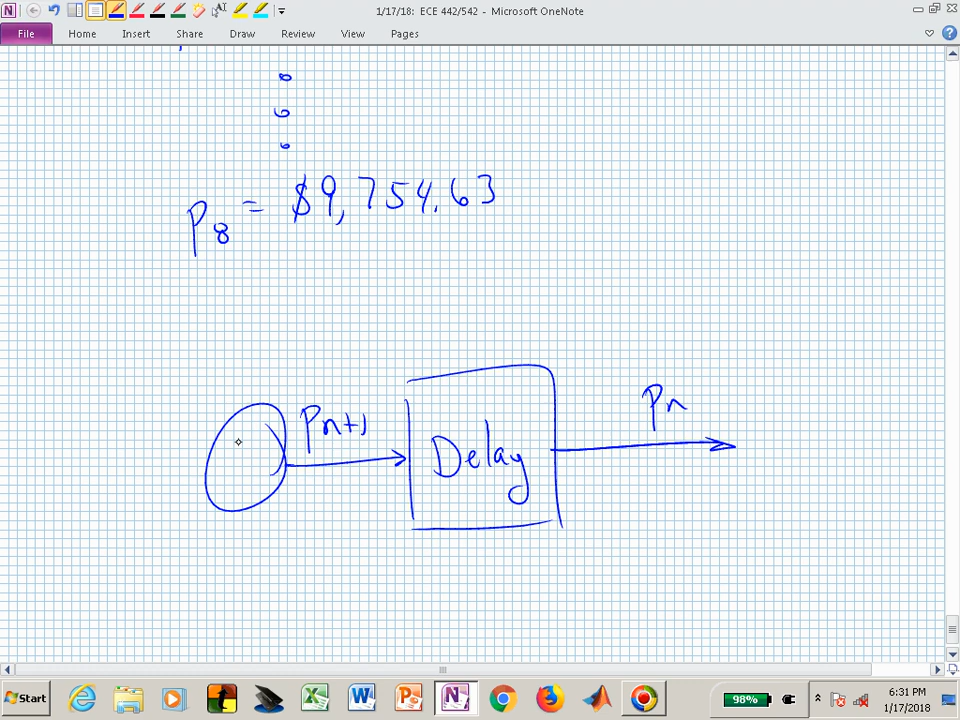 1/17/18: ECE 442/542 - Microsoft OneNote
File Home Insert Share Draw Review View Pages
P8 = $9,754.63
Pn+1
Pn
Delay
Start
98%
6:31 PM
1/17/2018